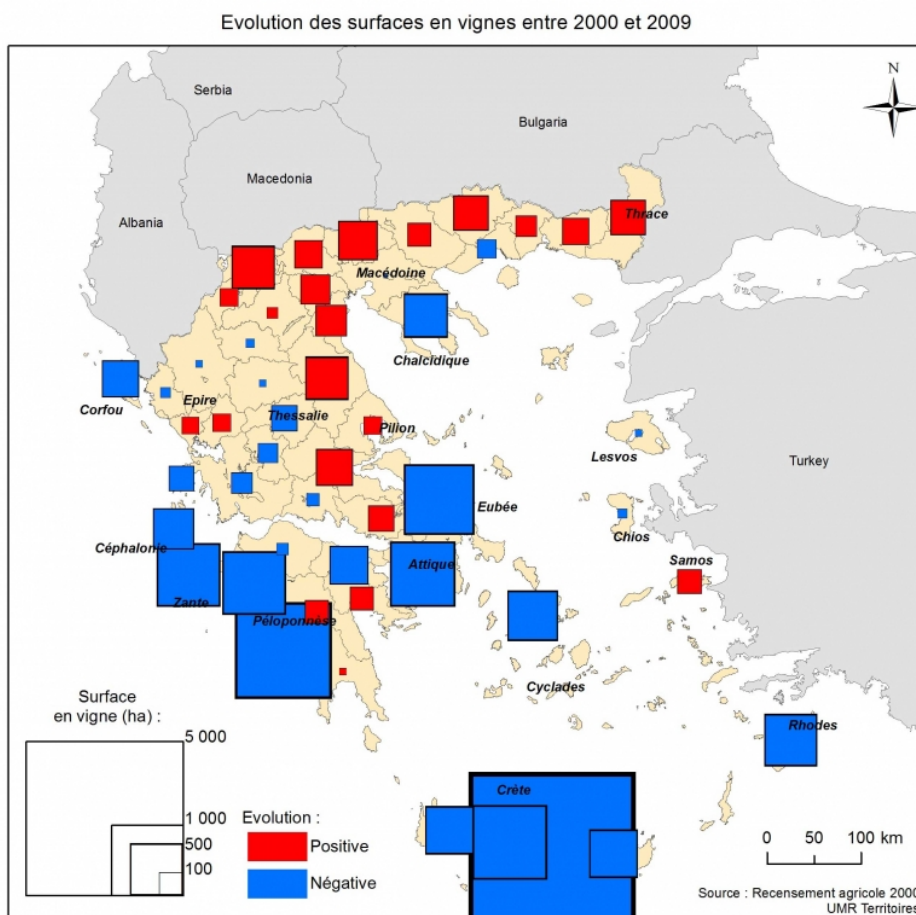 Evolution des surfaces en vignes entre 2000 et 2009
N
Serbia
Bulgaria
Macedonia
Albania
Thrace
Macédoine
Chalcidique
Corfou
Epire
Thessalie
Pilion
Lesvos
Turkey
Eubée
Chios
Céphalonie
Attique
Samos
Zante
Péloponnèse
Cyclades
Rhodes
Crète
Surface
en vigne (ha) :
5 000
1 000
500
100
Evolution :
Positive
Négative
0 50 100 km
Source : Recensement agricole 2000
UMR Territoires